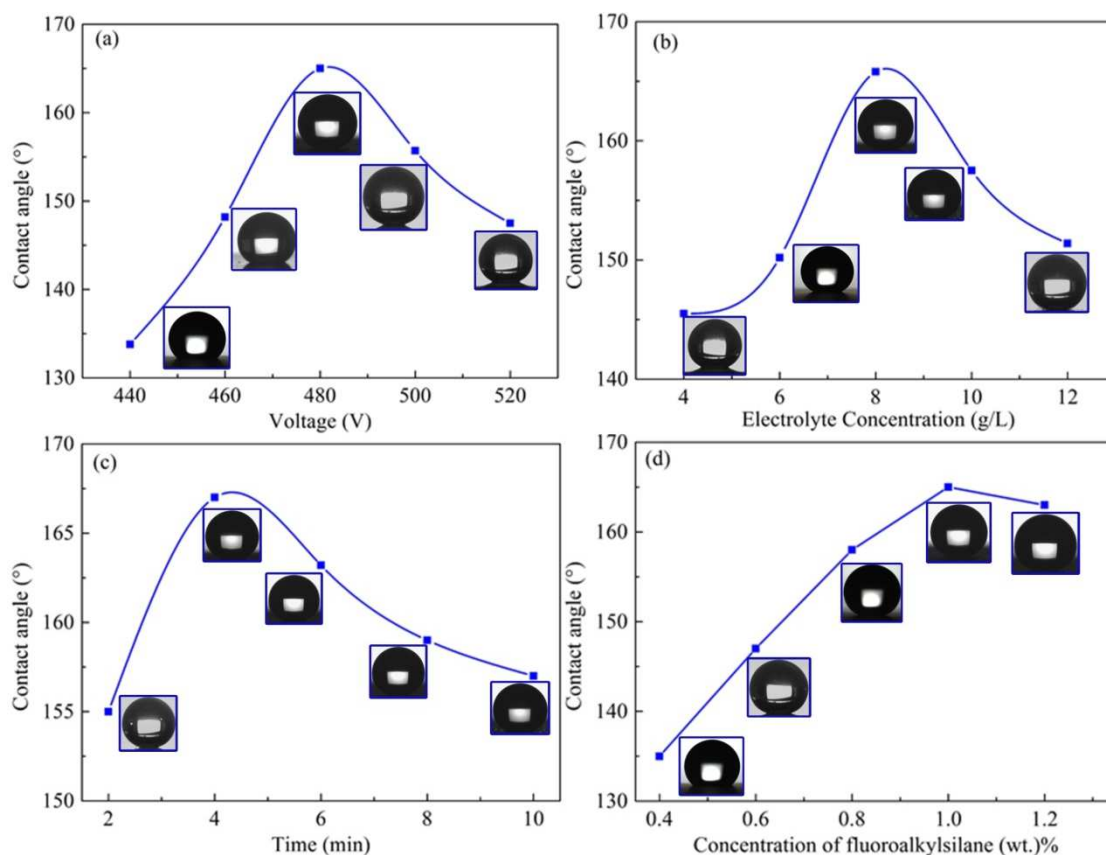 (a)
170
160
150
140
130
Contact angle (°)
440 460 480 500 520
Voltage (V)
(b)
170
160
150
140
Contact angle (°)
4 6 8 10 12
Electrolyte Concentration (g/L)
(c)
170
165
160
155
150
Contact angle (°)
2 4 6 8 10
Time (min)
(d)
170
160
150
140
130
Contact angle (°)
0.4 0.6 0.8 1.0 1.2
Concentration of fluoroalkylsilane (wt.)%